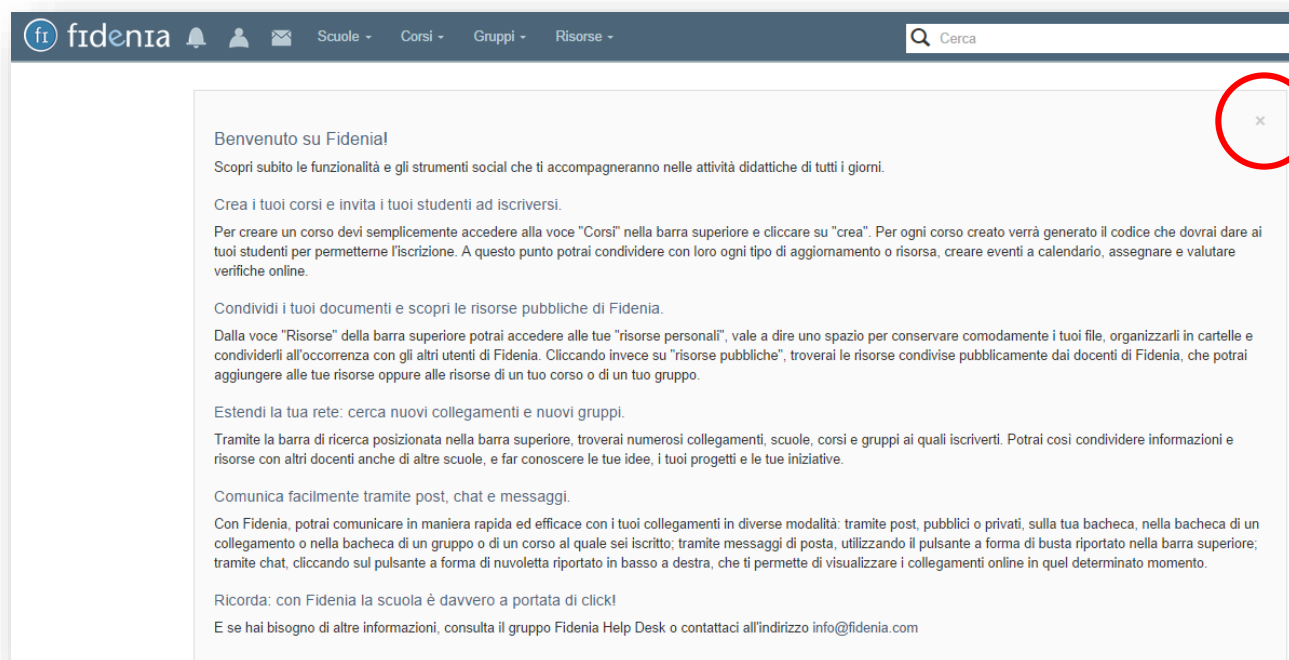 fidenia Scuole Corsi Gruppi Risorse Cerca
×
Benvenuto su Fidenia!
Scopri subito le funzionalità e gli strumenti social che ti accompagneranno nelle attività didattiche di tutti i giorni.
Crea i tuoi corsi e invita i tuoi studenti ad iscriversi.
Per creare un corso devi semplicemente accedere alla voce "Corsi" nella barra superiore e cliccare su "crea". Per ogni corso creato verrà generato il codice che dovrai dare ai
tuoi studenti per permetterne l'iscrizione. A questo punto potrai condividere con loro ogni tipo di aggiornamento o risorsa, creare eventi a calendario, assegnare e valutare
verifiche online.
Condividi i tuoi documenti e scopri le risorse pubbliche di Fidenia.
Dalla voce "Risorse" della barra superiore potrai accedere alle tue "risorse personali", vale a dire uno spazio per conservare comodamente i tuoi file, organizzarli in cartelle e
condividerli all'occorrenza con gli altri utenti di Fidenia. Cliccando invece su "risorse pubbliche", troverai le risorse condivise pubblicamente dai docenti di Fidenia, che potrai
aggiungere alle tue risorse oppure alle risorse di un tuo corso o di un tuo gruppo.
Estendi la tua rete: cerca nuovi collegamenti e nuovi gruppi.
Tramite la barra di ricerca posizionata nella barra superiore, troverai numerosi collegamenti, scuole, corsi e gruppi ai quali iscriverti. Potrai così condividere informazioni e
risorse con altri docenti anche di altre scuole, e far conoscere le tue idee, i tuoi progetti e le tue iniziative.
Comunica facilmente tramite post, chat e messaggi.
Con Fidenia, potrai comunicare in maniera rapida ed efficace con i tuoi collegamenti in diverse modalità: tramite post, pubblici o privati, sulla tua bacheca, nella bacheca di un
collegamento o nella bacheca di un gruppo o di un corso al quale sei iscritto; tramite messaggi di posta, utilizzando il pulsante a forma di busta riportato nella barra superiore;
tramite chat, cliccando sul pulsante a forma di nuvoletta riportato in basso a destra, che ti permette di visualizzare i collegamenti online in quel determinato momento.
Ricorda: con Fidenia la scuola è davvero a portata di click!
E se hai bisogno di altre informazioni, consulta il gruppo Fidenia Help Desk o contattaci all'indirizzo info@fidenia.com